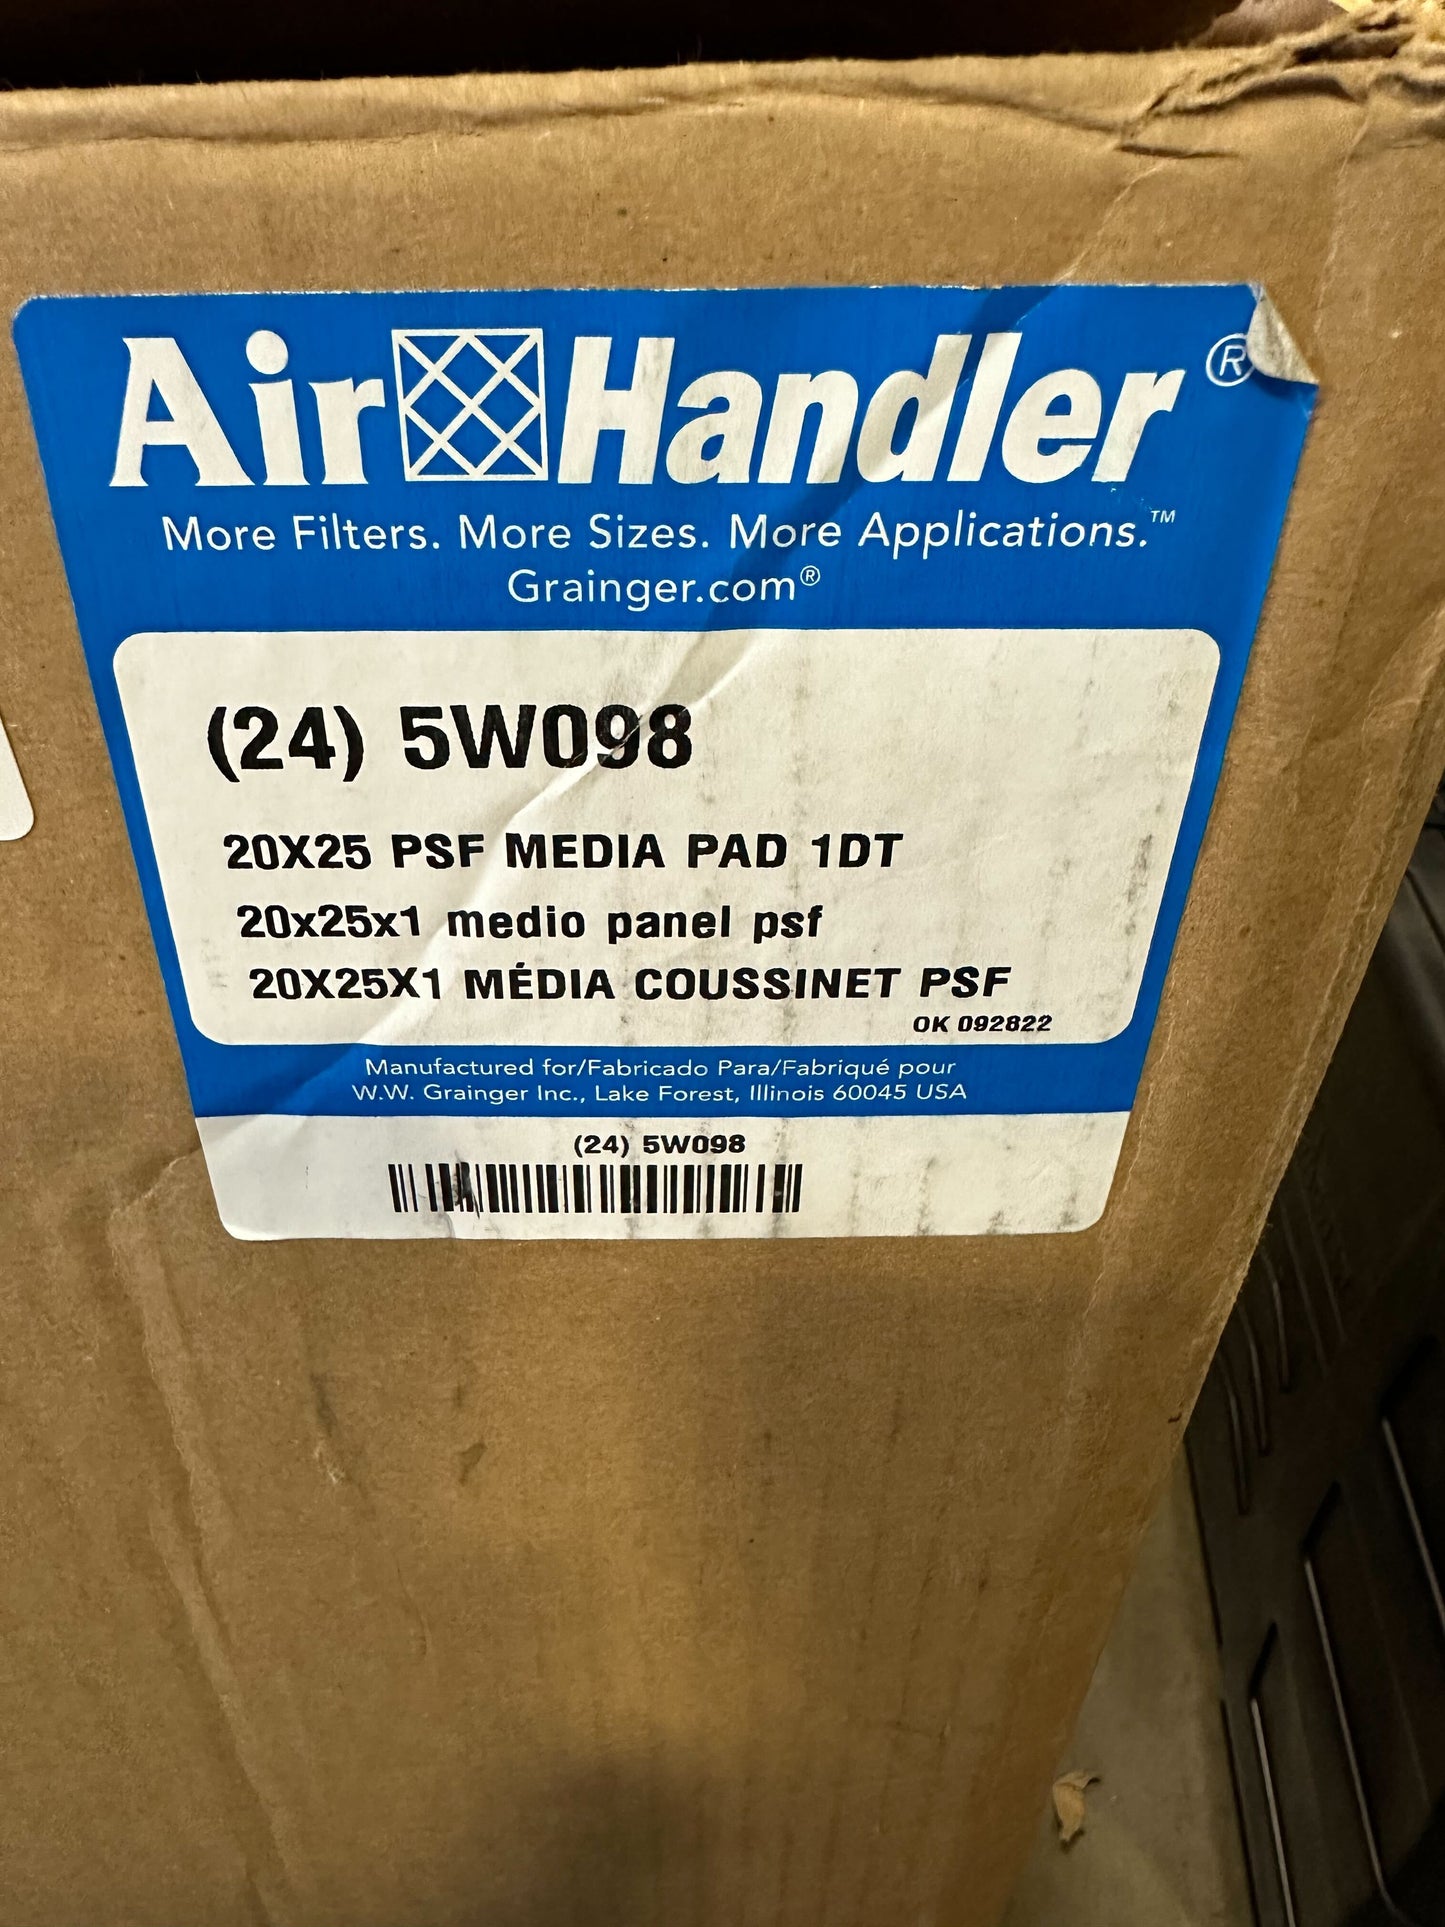 Air Handler ®
More Filters. More Sizes. More Applications.™
Grainger.com®
(24) 5W098
20X25 PSF MEDIA PAD 1DT
20x25x1 medio panel psf
20X25X1 MÉDIA COUSSINET PSF
OK 092822
Manufactured for/Fabricado Para/Fabriqué pour
W.W. Grainger Inc., Lake Forest, Illinois 60045 USA
(24) 5W098